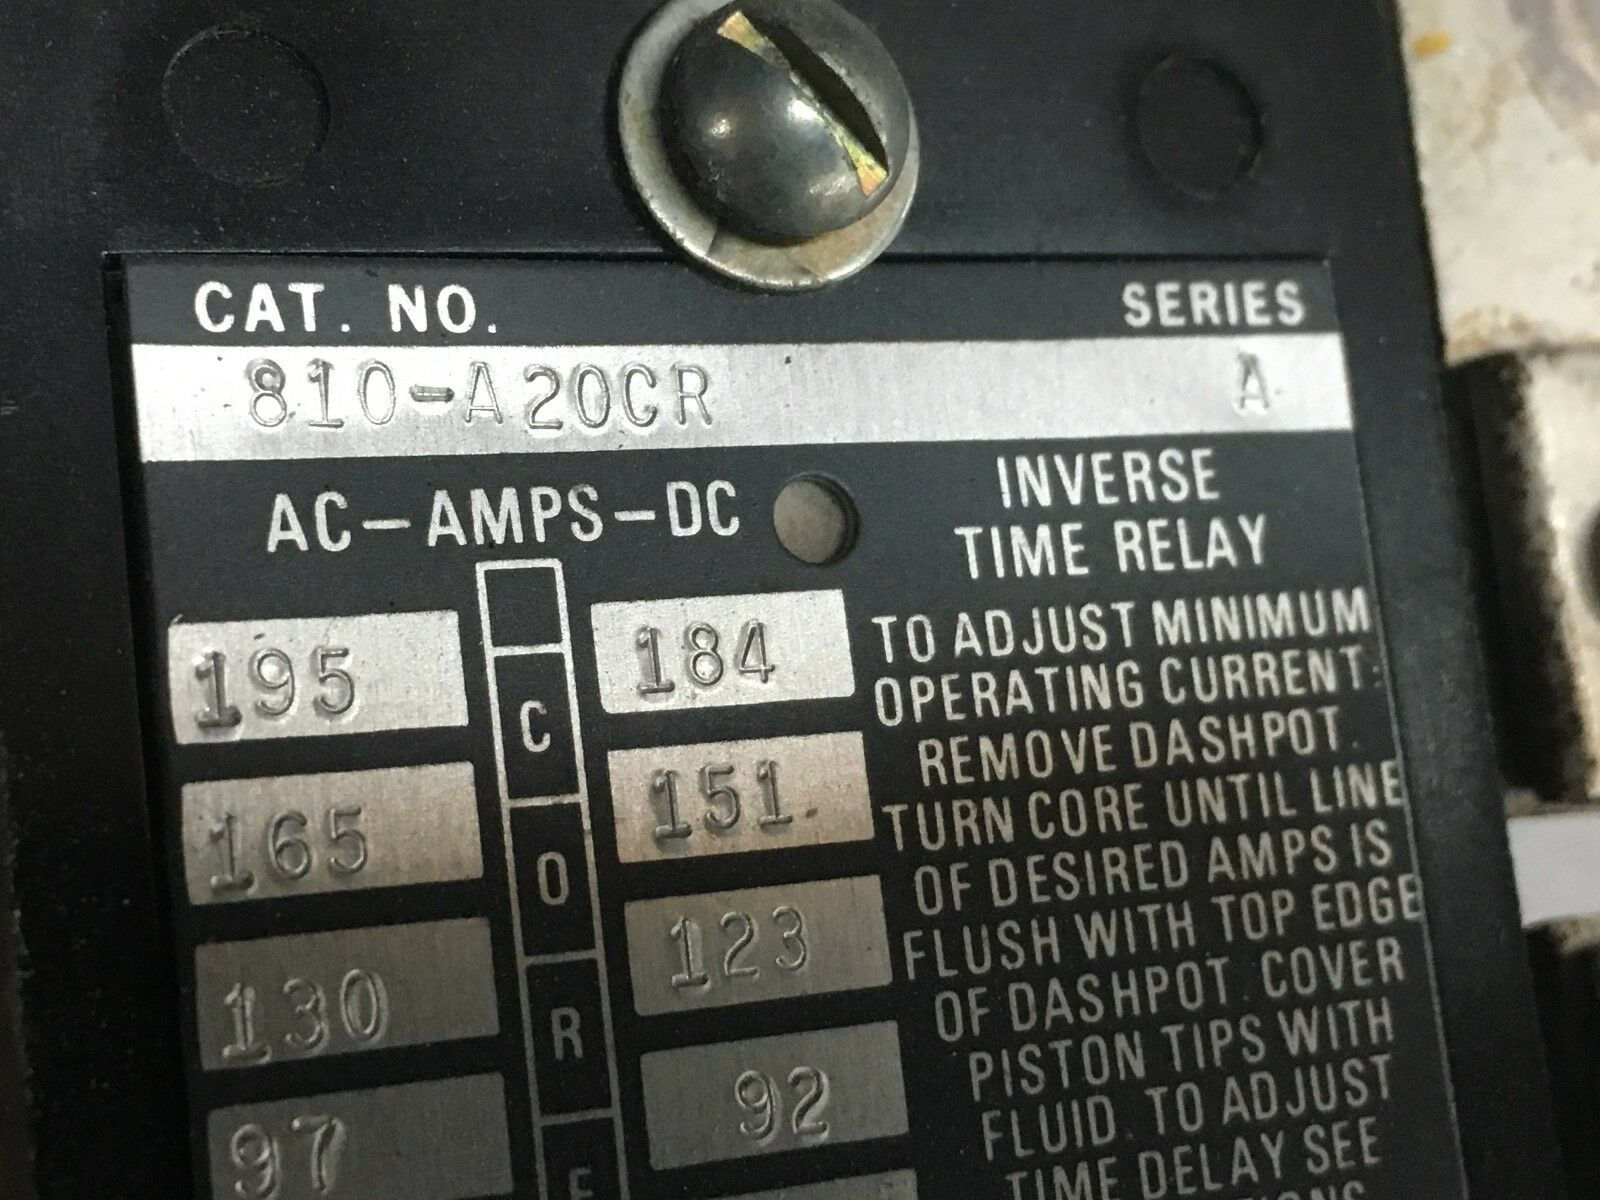 CAT. NO. SERIES
810-A20CR A
AC-AMPS-DC
195 184
165 151
130 123
97 92
C
O
R
E
INVERSE
TIME RELAY
TO ADJUST MINIMUM
OPERATING CURRENT:
REMOVE DASHPOT.
TURN CORE UNTIL LINE
OF DESIRED AMPS IS
FLUSH WITH TOP EDGE
OF DASHPOT. COVER
PISTON TIPS WITH
FLUID. TO ADJUST
TIME DELAY SEE